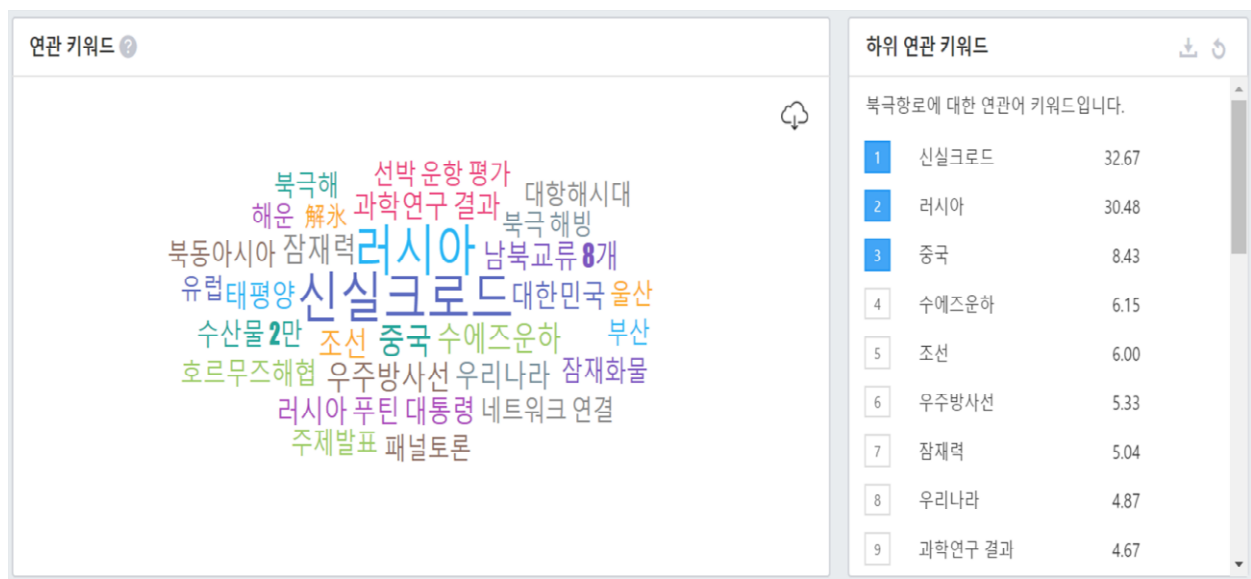 연관 키워드 ?
북극해 선박 운항 평가
해운 解氷 과학연구 결과 대항해시대
북극 해빙
북동아시아 잠재력 러시아 남북교류 8개
유럽 태평양 신실크로드 대한민국 울산
수산물 2만 조선 중국 수에즈운하 부산
호르무즈해협 우주방사선 우리나라 잠재화물
러시아 푸틴 대통령 네트워크 연결
주제발표 패널토론
하위 연관 키워드
북극항로에 대한 연관어 키워드입니다.
1 신실크로드 32.67
2 러시아 30.48
3 중국 8.43
4 수에즈운하 6.15
5 조선 6.00
6 우주방사선 5.33
7 잠재력 5.04
8 우리나라 4.87
9 과학연구 결과 4.67